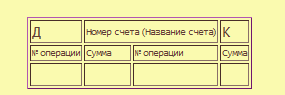 Д Номер счета (Название счета) К
№ операции Сумма № операции Сумма